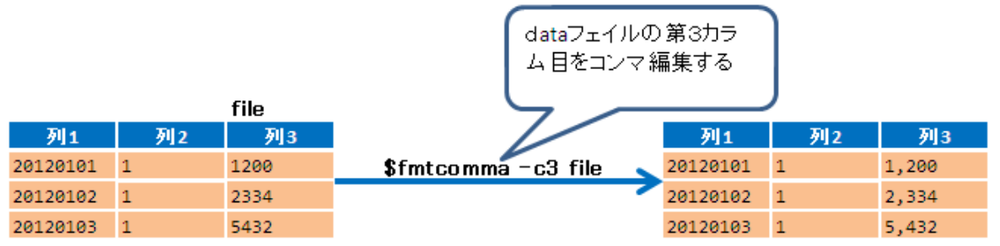 dataフェイルの第3カラ
ム目をコンマ編集する
file
列1 列2 列3
20120101 1 1200
20120102 1 2334
20120103 1 5432
$fmtcomma -c3 file
列1 列2 列3
20120101 1 1,200
20120102 1 2,334
20120103 1 5,432